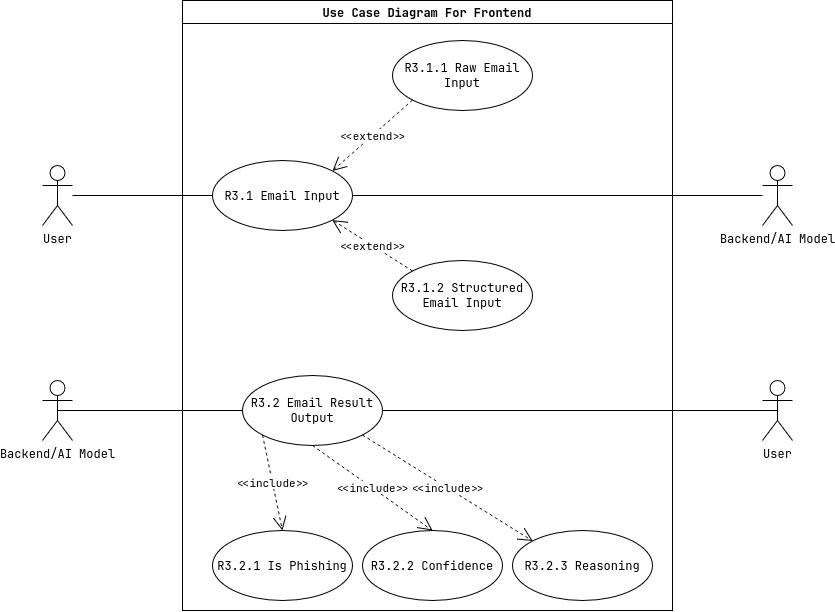 Use Case Diagram For Frontend
R3.1.1 Raw Email
Input
<<extend>>
R3.1 Email Input
User
Backend/AI Model
<<extend>>
R3.1.2 Structured
Email Input
R3.2 Email Result
Output
Backend/AI Model
User
<<include>>
<<include>>
<<include>>
R3.2.1 Is Phishing
R3.2.2 Confidence
R3.2.3 Reasoning